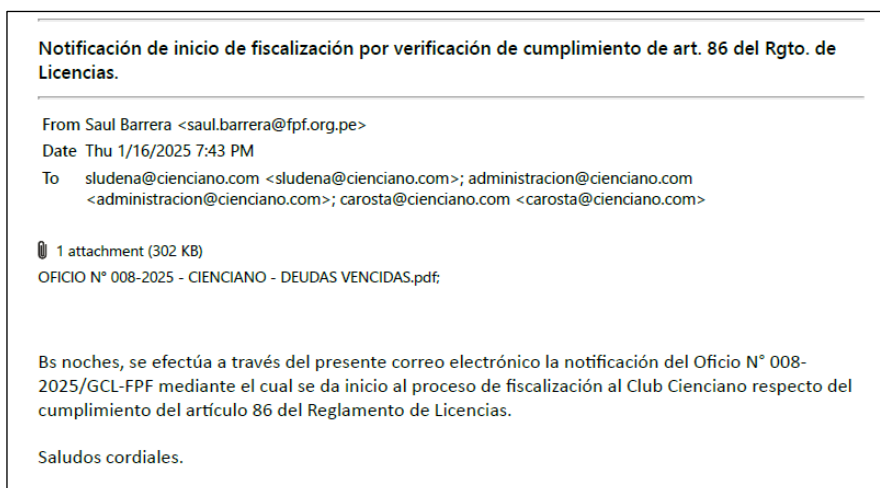 Notificación de inicio de fiscalización por verificación de cumplimiento de art. 86 del Rgto. de
Licencias.
From Saul Barrera <saul.barrera@fpf.org.pe>
Date Thu 1/16/2025 7:43 PM
To sludena@cienciano.com <sludena@cienciano.com>; administracion@cienciano.com
<administracion@cienciano.com>; carosta@cienciano.com <carosta@cienciano.com>
1 attachment (302 KB)
OFICIO N° 008-2025 - CIENCIANO - DEUDAS VENCIDAS.pdf;
Bs noches, se efectúa a través del presente correo electrónico la notificación del Oficio N° 008-
2025/GCL-FPF mediante el cual se da inicio al proceso de fiscalización al Club Cienciano respecto del
cumplimiento del artículo 86 del Reglamento de Licencias.
Saludos cordiales.